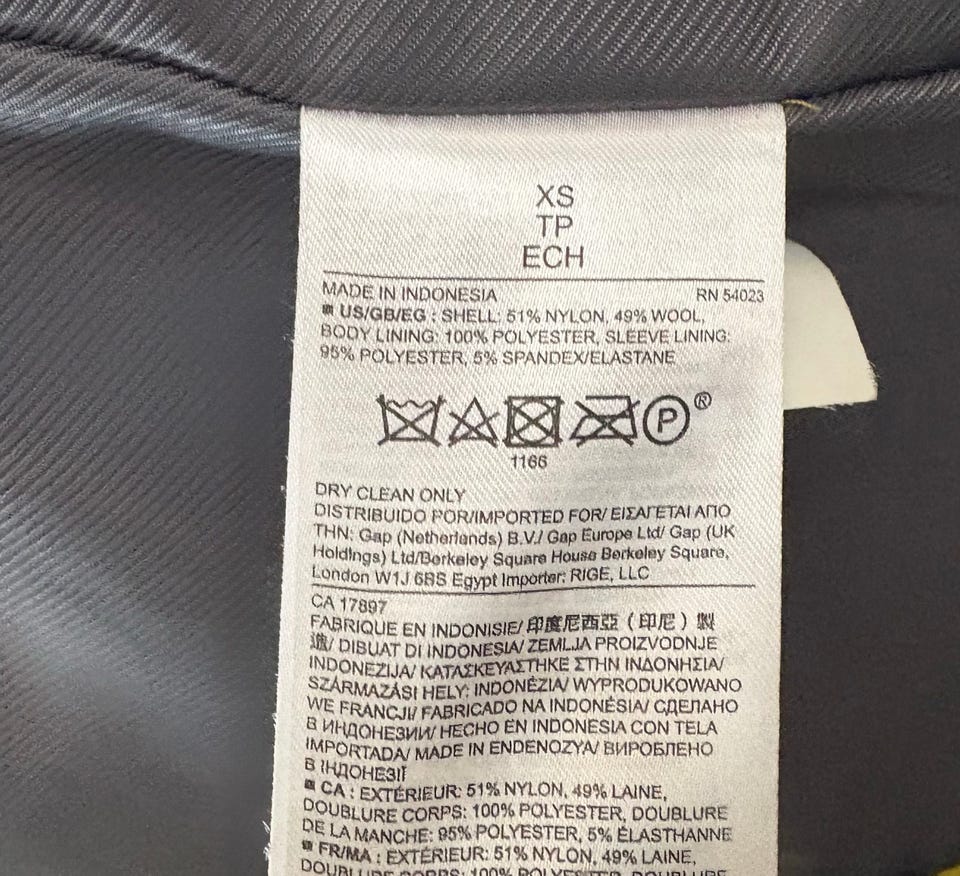 XS
TP
ECH
MADE IN INDONESIA RN 54023
US/GB/EG : SHELL: 51% NYLON, 49% WOOL,
BODY LINING: 100% POLYESTER, SLEEVE LINING:
95% POLYESTER, 5% SPANDEX/ELASTANE
P ®
1166
DRY CLEAN ONLY
DISTRIBUIDO POR/IMPORTED FOR/ ΕΙΣΑΓΕΤΑΙ ΑΠΟ
ΤΗΝ: Gap (Netherlands) B.V./ Gap Europe Ltd/ Gap (UK
Holdings) Ltd/Berkeley Square House Berkeley Square,
London W1J 6BS Egypt Importer: RIGE, LLC
CA 17897
FABRIQUE EN INDONISIE/ 印度尼西亞（印尼）製
造/ DIBUAT DI INDONESIA/ ZEMLJA PROIZVODNJE
INDONEZIJA/ ΚΑΤΑΣΚΕΥΑΣΤΗΚΕ ΣΤΗΝ ΙΝΔΟΝΗΣΙΑ/
SZÁRMAZÁSI HELY: INDONÉZIA/ WYPRODUKOWANO
WE FRANCJI/ FABRICADO NA INDONÉSIA/ СДЕЛАНО
В ИНДОНЕЗИИ/ HECHO EN INDONESIA CON TELA
IMPORTADA/ MADE IN ENDENOZYA/ ВИРОБЛЕНО
В ІНДОНЕЗІЇ
CA : EXTÉRIEUR: 51% NYLON, 49% LAINE,
DOUBLURE CORPS: 100% POLYESTER, DOUBLURE
DE LA MANCHE: 95% POLYESTER, 5% ÉLASTHANNE
FR/MA : EXTÉRIEUR: 51% NYLON, 49% LAINE,
DOUBLURE CORPS: 100% POLYESTER, DOUBLURE